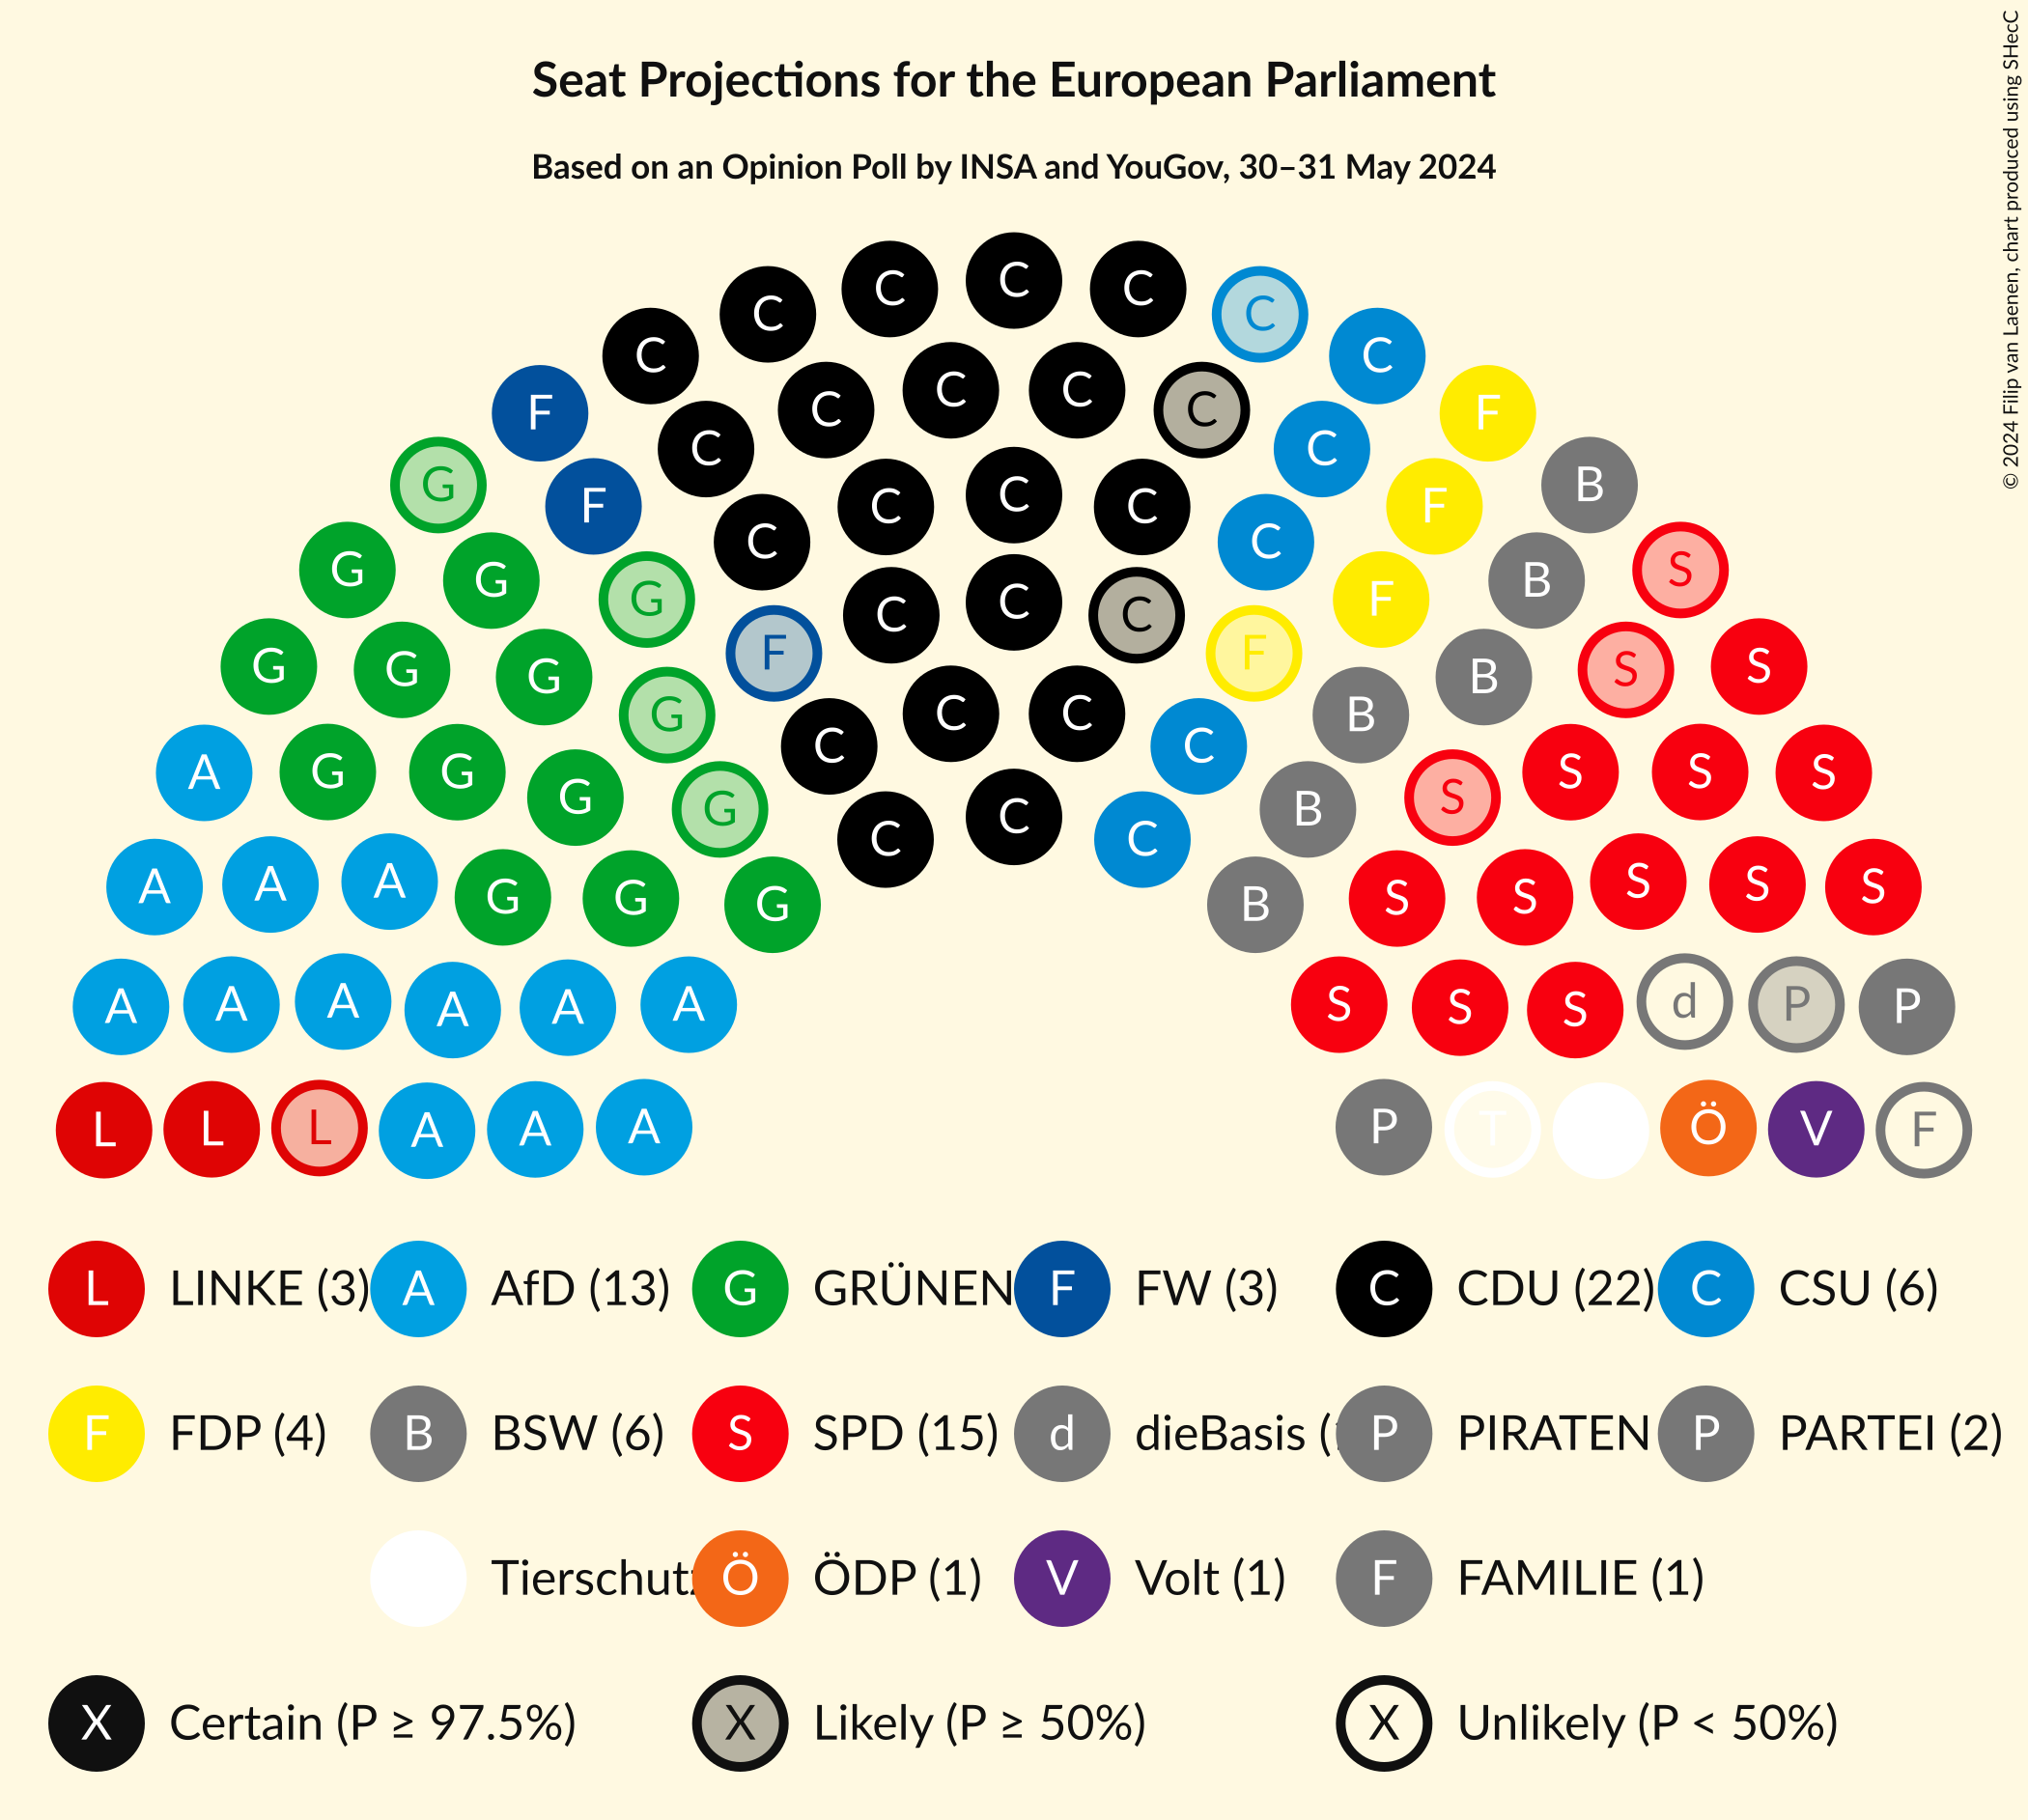 Seat Projections for the European Parliament
Based on an Opinion Poll by INSA and YouGov, 30–31 May 2024
© 2024 Filip van Laenen, chart produced using SHecC
C C C C C C C
F C C C C C C F
G F C C C C C F B
G G G C C C C F B S
G G G F C C C F B S S
G G C C C C B
A G G G G C C C B S S S S
A A A G G G B S S S S S
A A A A A A S S S d P P
L L L A A A P T Ö V F
L LINKE (3) A AfD (13) G GRÜNEN F FW (3) C CDU (22) C CSU (6)
F FDP (4) B BSW (6) S SPD (15) d dieBasis ( P PIRATEN P PARTEI (2)
Tierschutz Ö ÖDP (1) V Volt (1) F FAMILIE (1)
X Certain (P ≥ 97.5%) X Likely (P ≥ 50%) X Unlikely (P < 50%)